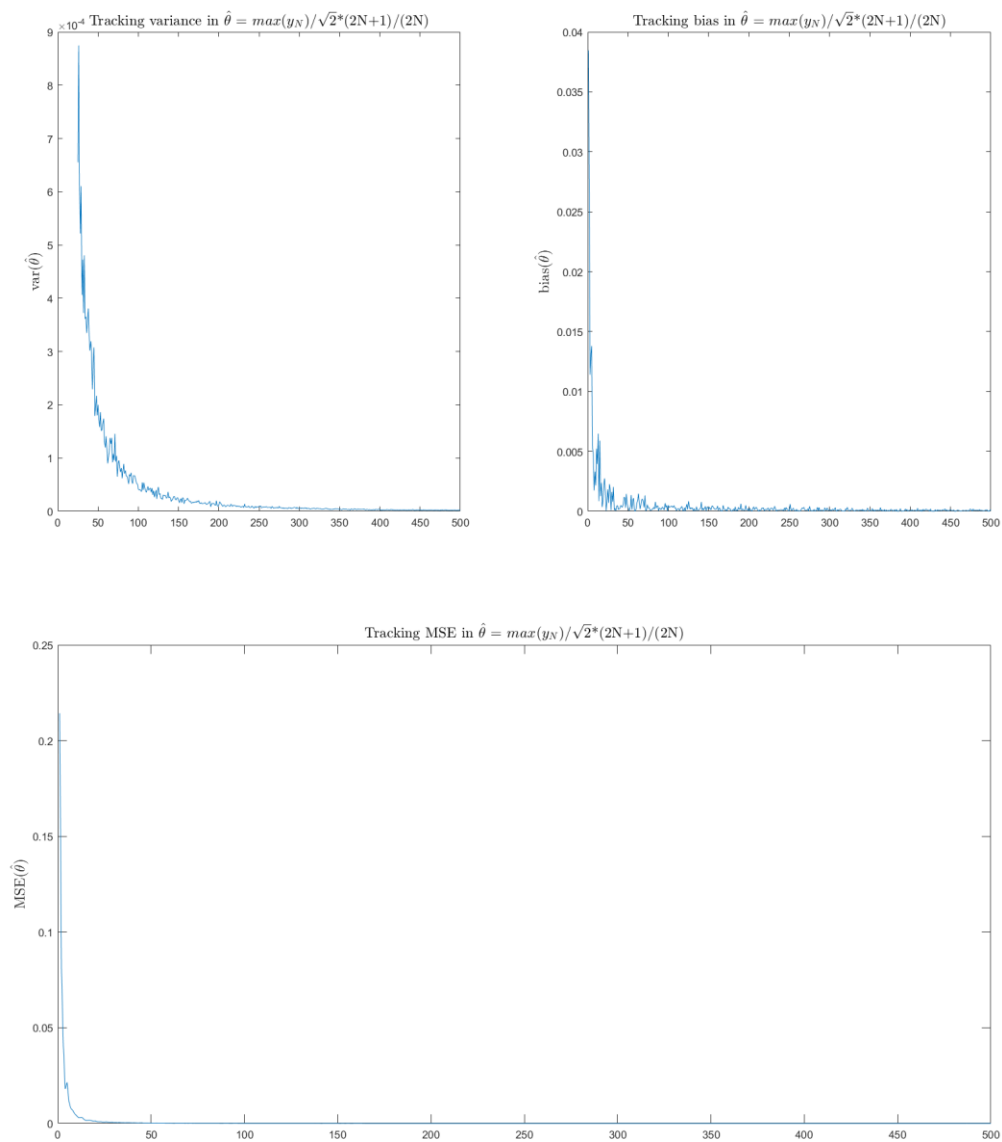 Tracking variance in θ̂ = max(y_N)/√2*(2N+1)/(2N)
×10⁻⁴
9
8
7
6
5
4
3
2
1
0
var(θ̂)
0 50 100 150 200 250 300 350 400 450 500
Tracking bias in θ̂ = max(y_N)/√2*(2N+1)/(2N)
0.04
0.035
0.03
0.025
0.02
0.015
0.01
0.005
0
bias(θ̂)
0 50 100 150 200 250 300 350 400 450 500
Tracking MSE in θ̂ = max(y_N)/√2*(2N+1)/(2N)
0.25
0.2
0.15
0.1
0.05
0
MSE(θ̂)
0 50 100 150 200 250 300 350 400 450 500